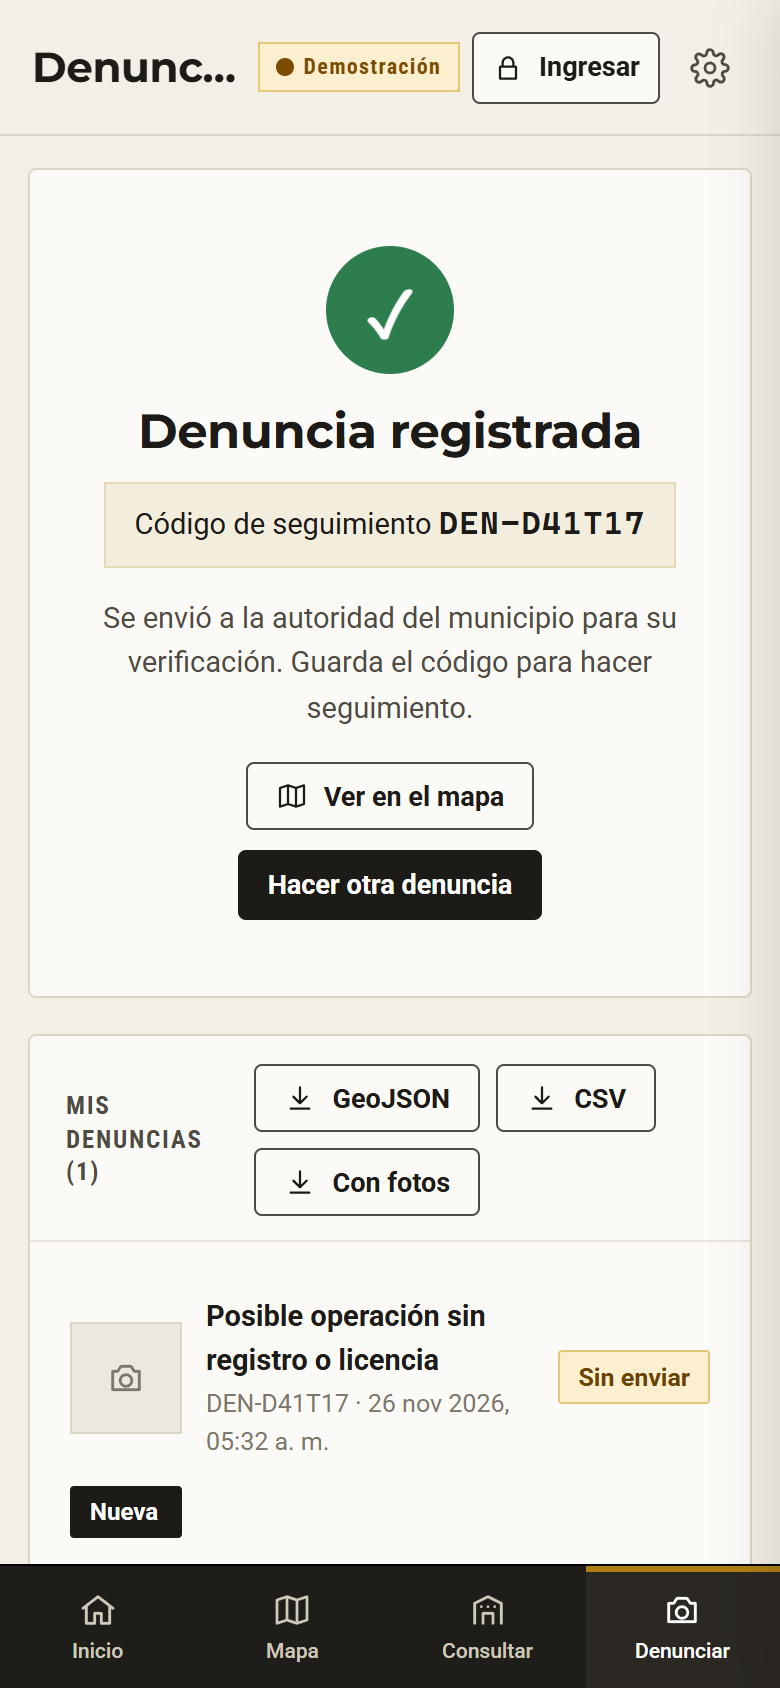 Denunc...
Demostración
Ingresar
Denuncia registrada
Código de seguimiento DEN-D41T17
Se envió a la autoridad del municipio para su
verificación. Guarda el código para hacer
seguimiento.
Ver en el mapa
Hacer otra denuncia
MIS
DENUNCIAS
(1)
GeoJSON
CSV
Con fotos
Posible operación sin
registro o licencia
DEN-D41T17 · 26 nov 2026,
05:32 a. m.
Sin enviar
Nueva
Inicio
Mapa
Consultar
Denunciar